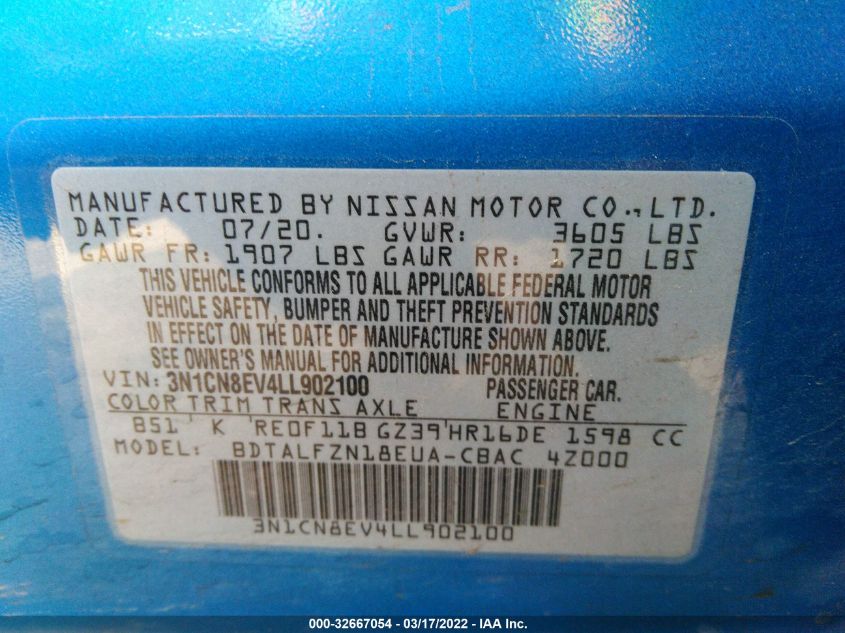 MANUFACTURED BY NISSAN MOTOR CO., LTD.
DATE: 07/20. GVWR: 3605 LBS
GAWR FR: 1907 LBS GAWR RR: 1720 LBS
THIS VEHICLE CONFORMS TO ALL APPLICABLE FEDERAL MOTOR
VEHICLE SAFETY, BUMPER AND THEFT PREVENTION STANDARDS
IN EFFECT ON THE DATE OF MANUFACTURE SHOWN ABOVE.
SEE OWNER'S MANUAL FOR ADDITIONAL INFORMATION
VIN: 3N1CN8EV4LL902100 PASSENGER CAR.
COLOR TRIM TRANS AXLE ENGINE
B51 K RE0F11B GZ39 HR16DE 1598 CC
MODEL: BDTALFZN18EUA-CBAC 4Z000
3N1CN8EV4LL902100
000-32667054 - 03/17/2022 - IAA Inc.